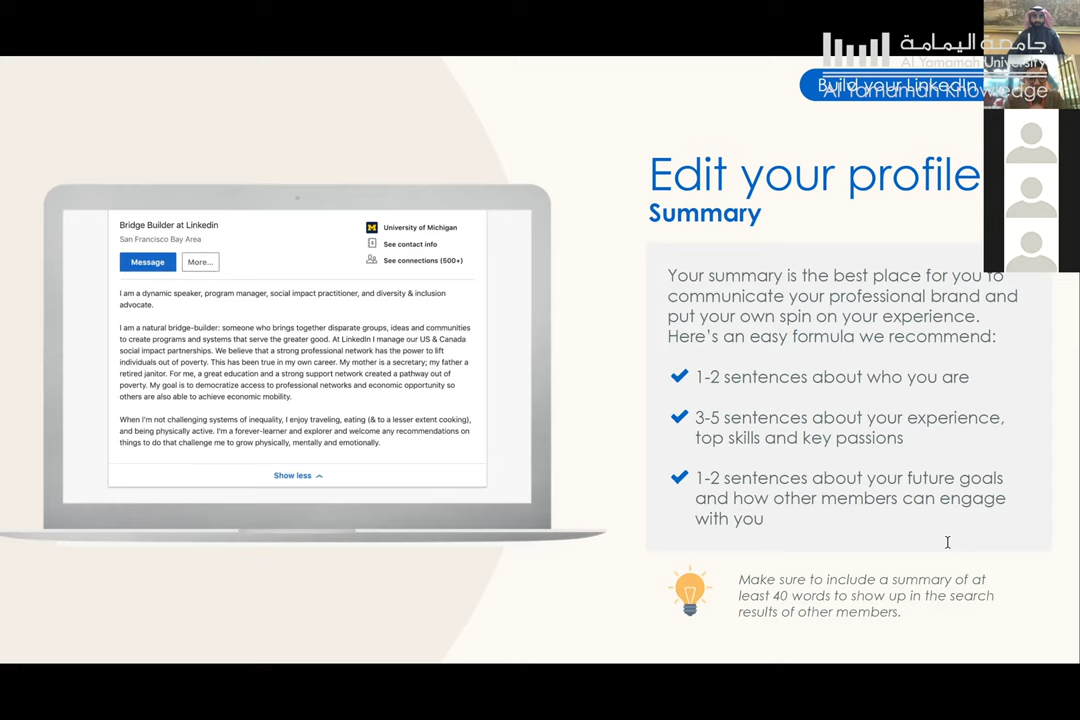 جامعة اليمامة
Al Yamamah University
Al Yamamah Knowledge
Build your LinkedIn
Edit your profile
Summary
Bridge Builder at Linkedin
San Francisco Bay Area
Message
More...
University of Michigan
See contact info
See connections (500+)
I am a dynamic speaker, program manager, social impact practitioner, and diversity & inclusion
advocate.
I am a natural bridge-builder: someone who brings together disparate groups, ideas and communities
to create programs and systems that serve the greater good. At LinkedIn I manage our US & Canada
social impact partnerships. We believe that a strong professional network has the power to lift
individuals out of poverty. This has been true in my own career. My mother is a secretary; my father a
retired janitor. For me, a great education and a strong support network created a pathway out of
poverty. My goal is to democratize access to professional networks and economic opportunity so
others are also able to achieve economic mobility.
When I'm not challenging systems of inequality, I enjoy traveling, eating (& to a lesser extent cooking),
and being physically active. I'm a forever-learner and explorer and welcome any recommendations on
things to do that challenge me to grow physically, mentally and emotionally.
Show less
Your summary is the best place for you to
communicate your professional brand and
put your own spin on your experience.
Here's an easy formula we recommend:
1-2 sentences about who you are
3-5 sentences about your experience,
top skills and key passions
1-2 sentences about your future goals
and how other members can engage
with you
Make sure to include a summary of at
least 40 words to show up in the search
results of other members.